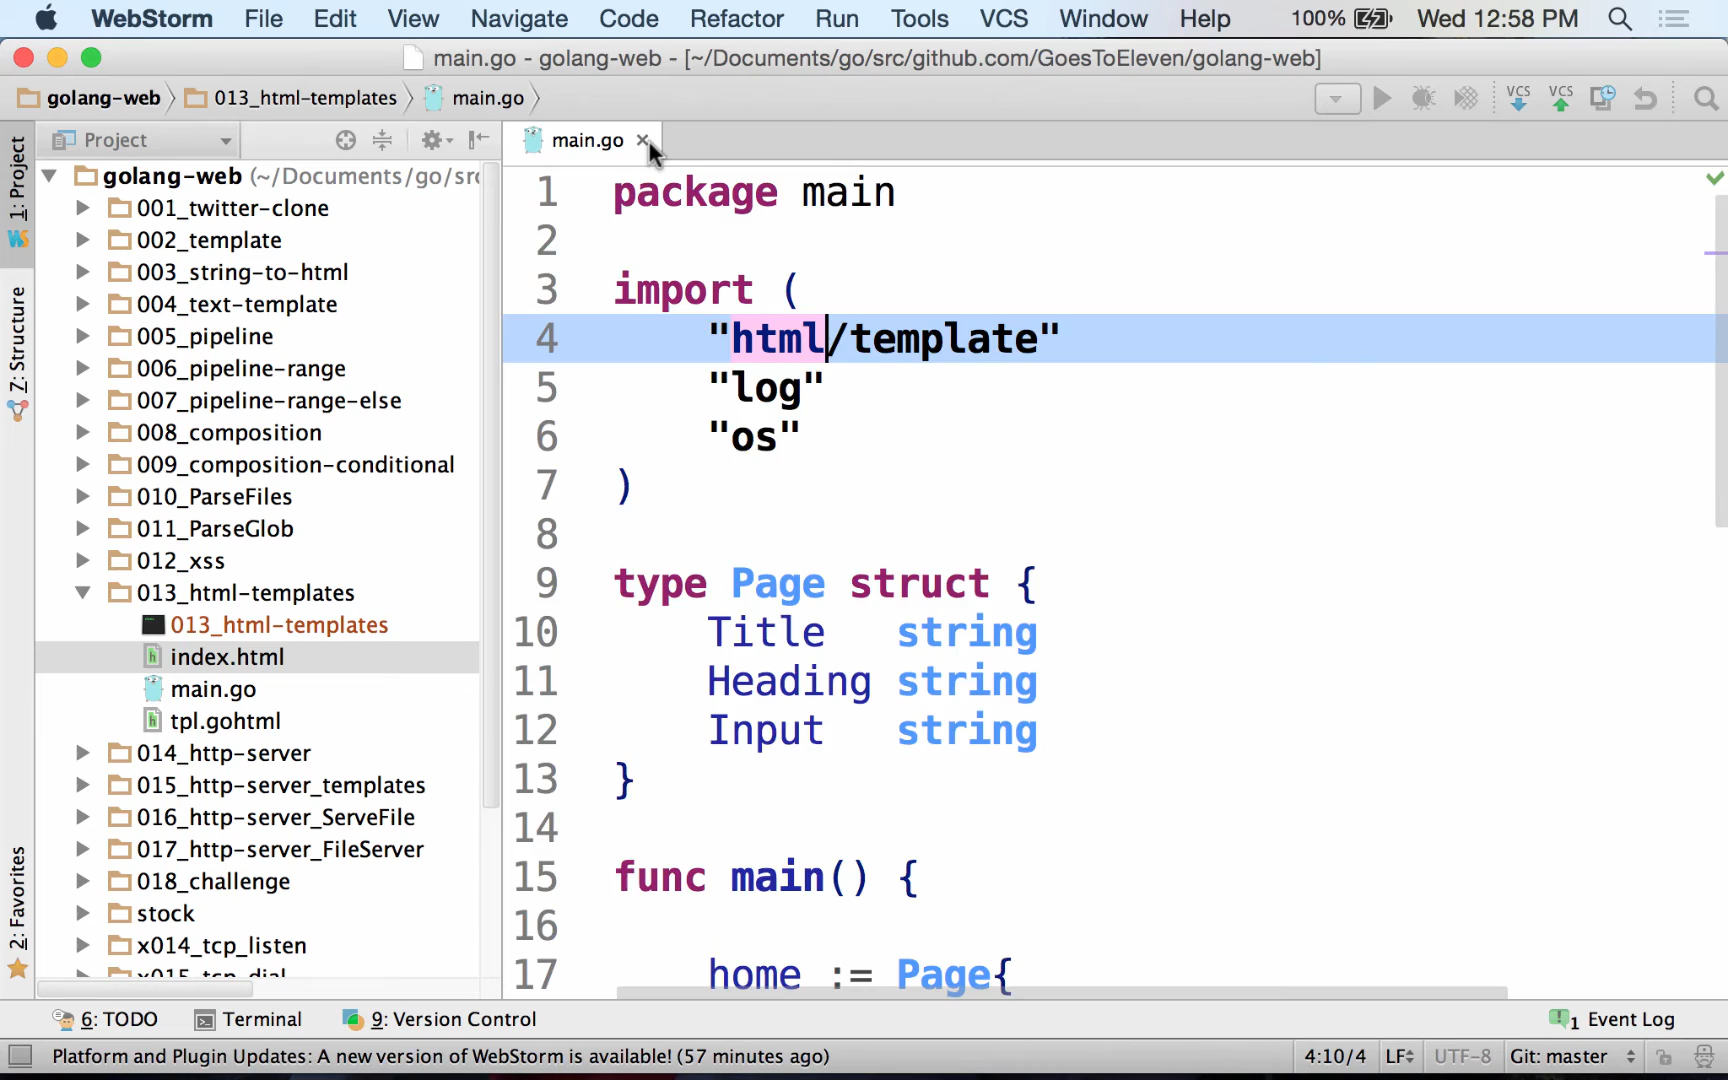 WebStorm File Edit View Navigate Code Refactor Run Tools VCS Window Help 100% Wed 12:58 PM
main.go - golang-web - [~/Documents/go/src/github.com/GoesToEleven/golang-web]
golang-web 013_html-templates main.go VCS VCS
Project main.go
1: Project
7: Structure
2: Favorites
golang-web (~/Documents/go/src
001_twitter-clone
002_template
003_string-to-html
004_text-template
005_pipeline
006_pipeline-range
007_pipeline-range-else
008_composition
009_composition-conditional
010_ParseFiles
011_ParseGlob
012_xss
013_html-templates
013_html-templates
index.html
main.go
tpl.gohtml
014_http-server
015_http-server_templates
016_http-server_ServeFile
017_http-server_FileServer
018_challenge
stock
x014_tcp_listen
x015_tcp_dial
1 package main
2
3 import (
4 "html/template"
5 "log"
6 "os"
7 )
8
9 type Page struct {
10 Title string
11 Heading string
12 Input string
13 }
14
15 func main() {
16
17 home := Page{
6: TODO Terminal 9: Version Control 1 Event Log
Platform and Plugin Updates: A new version of WebStorm is available! (57 minutes ago) 4:10/4 LF UTF-8 Git: master